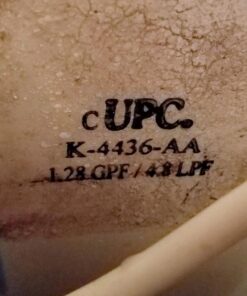 cUPC.
K-4436-AA
1.28 GPF / 4.8 LPF